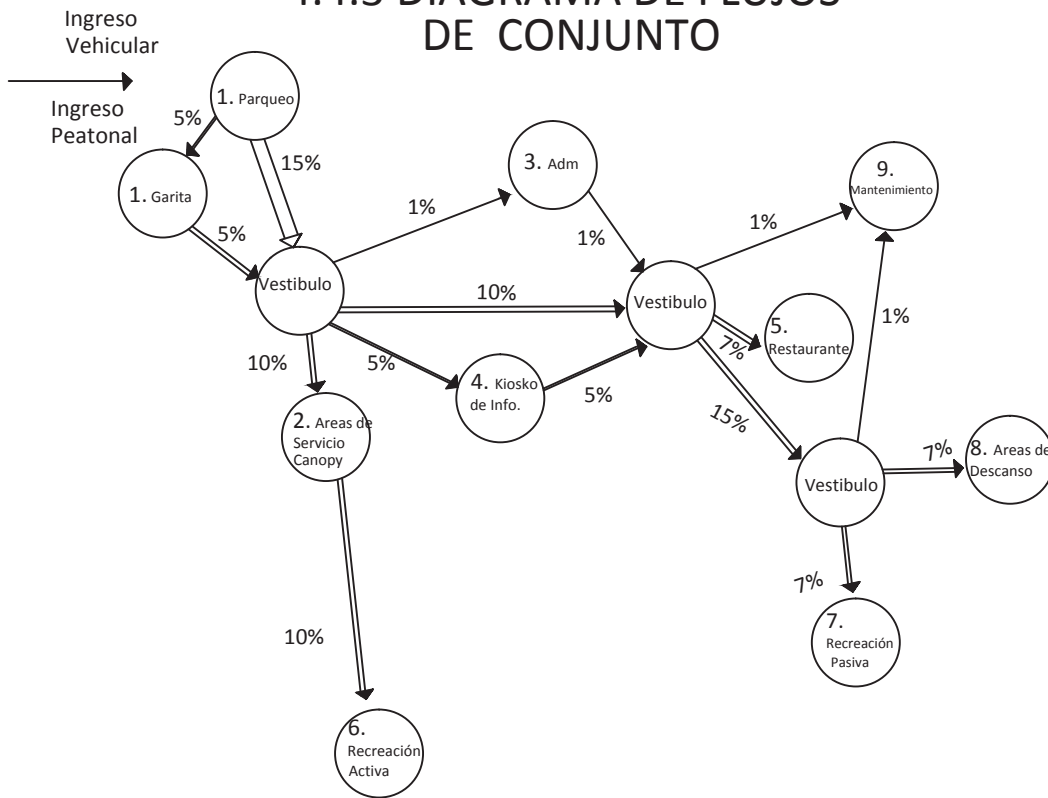 DE CONJUNTO
Ingreso
Vehicular
Ingreso
Peatonal
1. Parqueo
5%
15%
1. Garita
5%
Vestibulo
1%
3. Adm
1%
10%
Vestibulo
1%
9.
Mantenimiento
1%
5.
Restaurante
7%
10%
5%
4. Kiosko
de Info.
5%
15%
2. Areas de
Servicio
Canopy
Vestibulo
7%
8. Areas de
Descanso
7%
7.
Recreación
Pasiva
10%
6.
Recreación
Activa